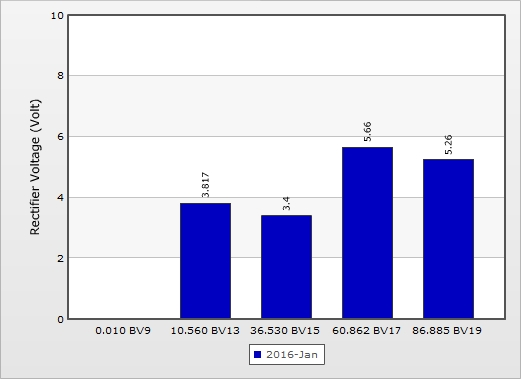 10
8
6
4
2
0
Rectifier Voltage (Volt)
3.817
3.4
5.66
5.26
0.010 BV9
10.560 BV13
36.530 BV15
60.862 BV17
86.885 BV19
2016-Jan